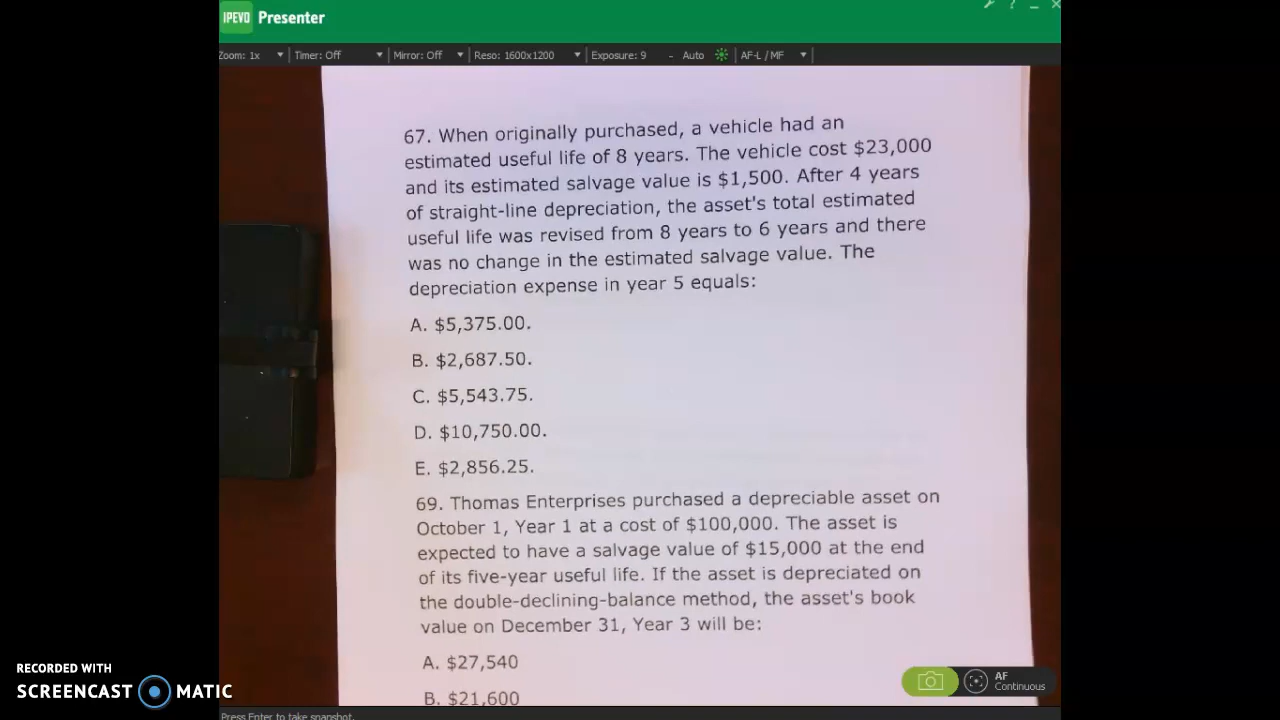 IPEVO Presenter
Zoom: 1x Timer: Off Mirror: Off Reso: 1600x1200 Exposure: 9 - Auto AF-L / MF
67. When originally purchased, a vehicle had an
estimated useful life of 8 years. The vehicle cost $23,000
and its estimated salvage value is $1,500. After 4 years
of straight-line depreciation, the asset's total estimated
useful life was revised from 8 years to 6 years and there
was no change in the estimated salvage value. The
depreciation expense in year 5 equals:
A. $5,375.00.
B. $2,687.50.
C. $5,543.75.
D. $10,750.00.
E. $2,856.25.
69. Thomas Enterprises purchased a depreciable asset on
October 1, Year 1 at a cost of $100,000. The asset is
expected to have a salvage value of $15,000 at the end
of its five-year useful life. If the asset is depreciated on
the double-declining-balance method, the asset's book
value on December 31, Year 3 will be:
A. $27,540
B. $21,600
AF
Continuous
RECORDED WITH
SCREENCAST MATIC
Press Enter to take snapshot.